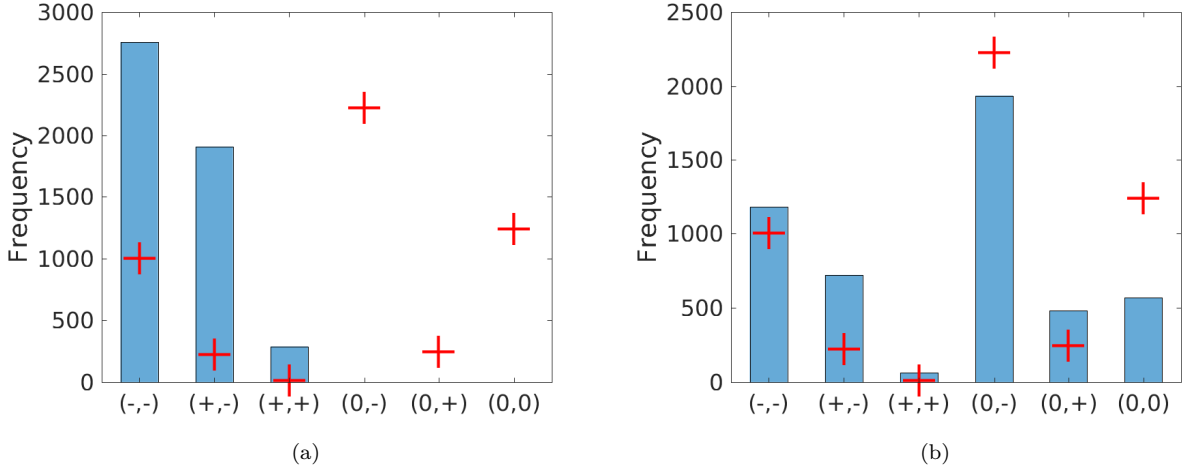 3000
2500
2000
1500
1000
500
0
Frequency
(-,-) (+,-) (+,+) (0,-) (0,+) (0,0)
(a)
2500
2000
1500
1000
500
0
Frequency
(-,-) (+,-) (+,+) (0,-) (0,+) (0,0)
(b)